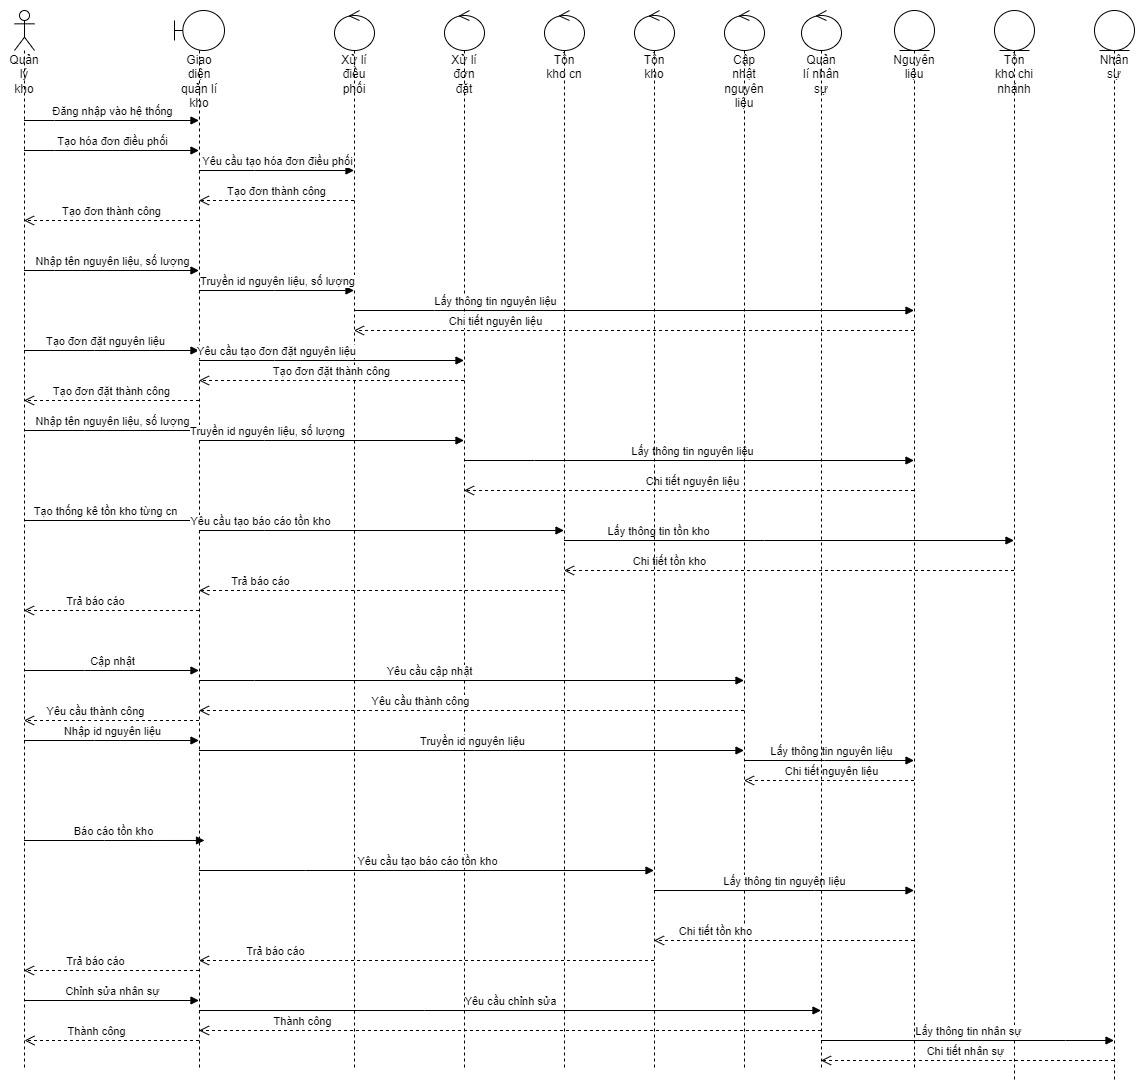 Quản
lý
kho
Giao
diện
quản lí
kho
Xử lí
điều
phối
Xử lí
đơn
đặt
Tồn
kho cn
Tồn
kho
Cập
nhật
nguyên
liệu
Quản
lí nhân
sự
Nguyên
liệu
Tồn
kho chi
nhánh
Nhân
sự
Đăng nhập vào hệ thống
Tạo hóa đơn điều phối
Yêu cầu tạo hóa đơn điều phối
Tạo đơn thành công
Tạo đơn thành công
Nhập tên nguyên liệu, số lượng
Truyền id nguyên liệu, số lượng
Lấy thông tin nguyên liệu
Chi tiết nguyên liệu
Tạo đơn đặt nguyên liệu
Yêu cầu tạo đơn đặt nguyên liệu
Tạo đơn đặt thành công
Tạo đơn đặt thành công
Nhập tên nguyên liệu, số lượng
Truyền id nguyên liệu, số lượng
Lấy thông tin nguyên liệu
Chi tiết nguyên liệu
Tạo thống kê tồn kho từng cn
Yêu cầu tạo báo cáo tồn kho
Lấy thông tin tồn kho
Chi tiết tồn kho
Trả báo cáo
Trả báo cáo
Cập nhật
Yêu cầu cập nhật
Yêu cầu thành công
Yêu cầu thành công
Nhập id nguyên liệu
Truyền id nguyên liệu
Lấy thông tin nguyên liệu
Chi tiết nguyên liệu
Báo cáo tồn kho
Yêu cầu tạo báo cáo tồn kho
Lấy thông tin nguyên liệu
Chi tiết tồn kho
Trả báo cáo
Trả báo cáo
Chỉnh sửa nhân sự
Yêu cầu chỉnh sửa
Thành công
Thành công
Lấy thông tin nhân sự
Chi tiết nhân sự